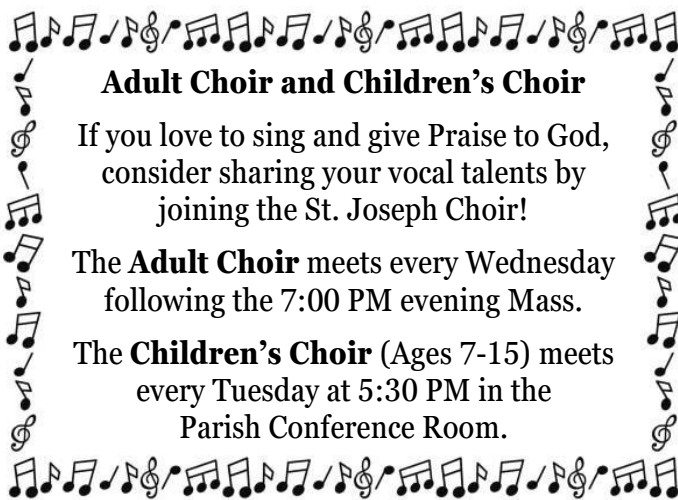 Adult Choir and Children’s Choir
If you love to sing and give Praise to God,
consider sharing your vocal talents by
joining the St. Joseph Choir!
The Adult Choir meets every Wednesday
following the 7:00 PM evening Mass.
The Children’s Choir (Ages 7-15) meets
every Tuesday at 5:30 PM in the
Parish Conference Room.